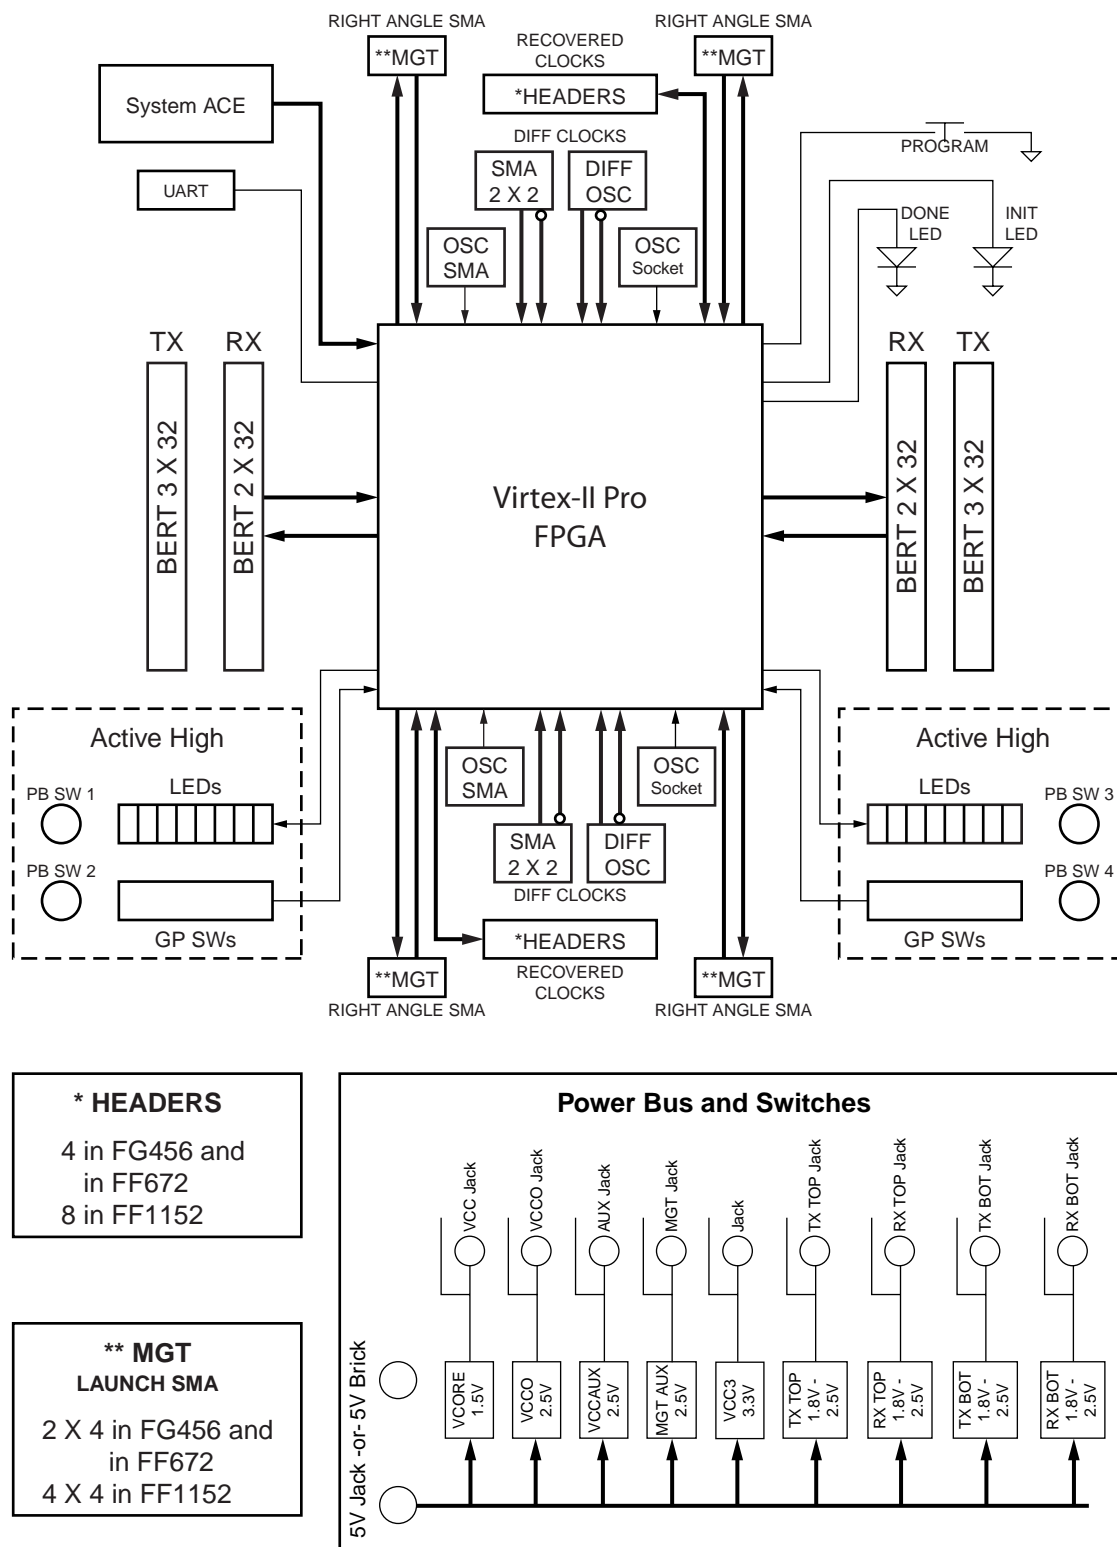 RIGHT ANGLE SMA
**MGT
RECOVERED
CLOCKS
*HEADERS
RIGHT ANGLE SMA
**MGT
System ACE
UART
DIFF CLOCKS
SMA
2 X 2
DIFF
OSC
OSC
SMA
OSC
Socket
PROGRAM
DONE
LED
INIT
LED
TX
RX
RX
TX
BERT 3 X 32
BERT 2 X 32
Virtex-II Pro
FPGA
BERT 2 X 32
BERT 3 X 32
Active High
PB SW 1
LEDs
PB SW 2
GP SWs
OSC
SMA
OSC
Socket
SMA
2 X 2
DIFF
OSC
DIFF CLOCKS
*HEADERS
RECOVERED
CLOCKS
**MGT
RIGHT ANGLE SMA
**MGT
RIGHT ANGLE SMA
Active High
LEDs
PB SW 3
PB SW 4
GP SWs
* HEADERS
4 in FG456 and
in FF672
8 in FF1152
** MGT
LAUNCH SMA
2 X 4 in FG456 and
in FF672
4 X 4 in FF1152
Power Bus and Switches
VCC Jack
VCCO Jack
AUX Jack
MGT Jack
Jack
TX TOP Jack
RX TOP Jack
TX BOT Jack
RX BOT Jack
5V Jack -or- 5V Brick
VCORE
1.5V
VCCO
2.5V
VCCAUX
2.5V
MGT AUX
2.5V
VCC3
3.3V
TX TOP
1.8V -
2.5V
RX TOP
1.8V -
2.5V
TX BOT
1.8V -
2.5V
RX BOT
1.8V -
2.5V